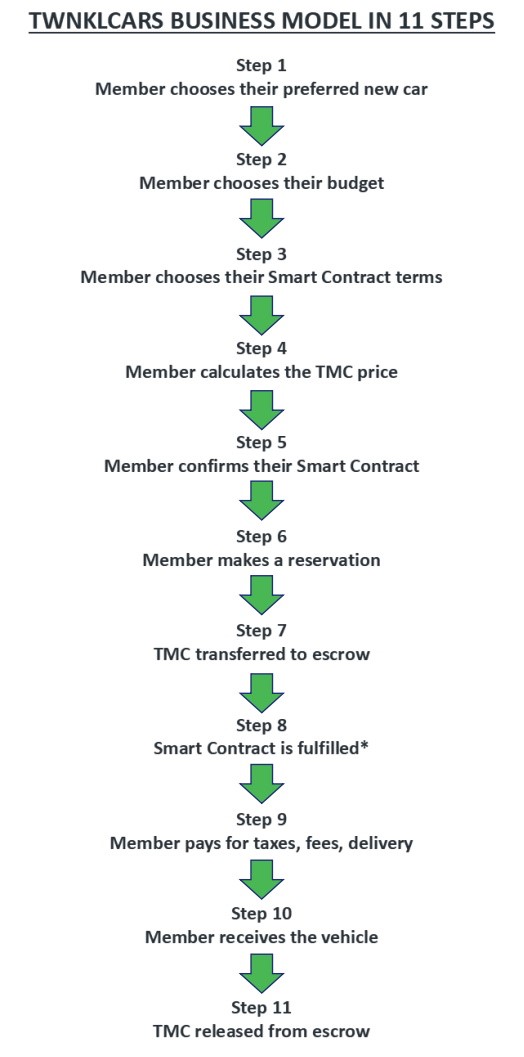 TWNKLCARS BUSINESS MODEL IN 11 STEPS
Step 1
Member chooses their preferred new car
Step 2
Member chooses their budget
Step 3
Member chooses their Smart Contract terms
Step 4
Member calculates the TMC price
Step 5
Member confirms their Smart Contract
Step 6
Member makes a reservation
Step 7
TMC transferred to escrow
Step 8
Smart Contract is fulfilled*
Step 9
Member pays for taxes, fees, delivery
Step 10
Member receives the vehicle
Step 11
TMC released from escrow